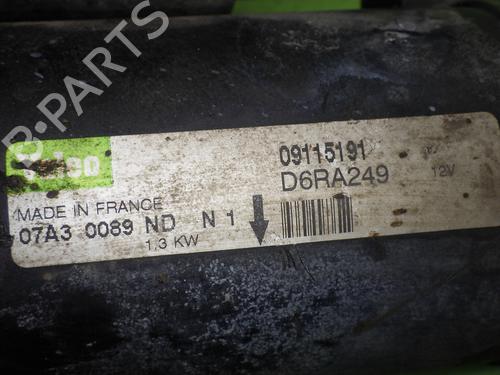 B-PARTS
Valeo
09115191
D6RA249 12V
MADE IN FRANCE
07A3 0089 ND N 1
1.3 KW